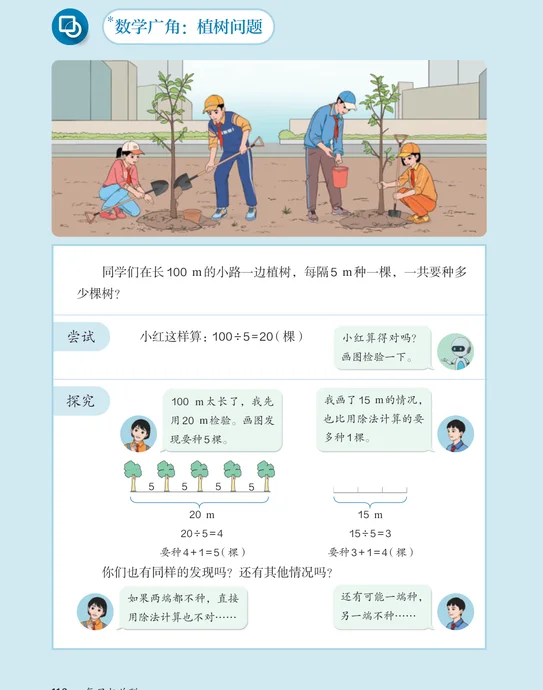 *数学广角：植树问题
同学们在长 100 m 的小路一边植树，每隔 5 m 种一棵，一共要种多
少棵树？
尝试
小红这样算：100÷5=20（棵）
小红算得对吗？
画图检验一下。
探究
100 m太长了，我先
用20 m检验。画图发
现要种5棵。
我画了15 m的情况，
也比用除法计算的要
多种1棵。
5 5 5 5
20 m
20÷5=4
要种4+1=5（棵）
15 m
15÷5=3
要种3+1=4（棵）
你们也有同样的发现吗？还有其他情况吗？
如果两端都不种，直接
用除法计算也不对……
还有可能一端种，
另一端不种……